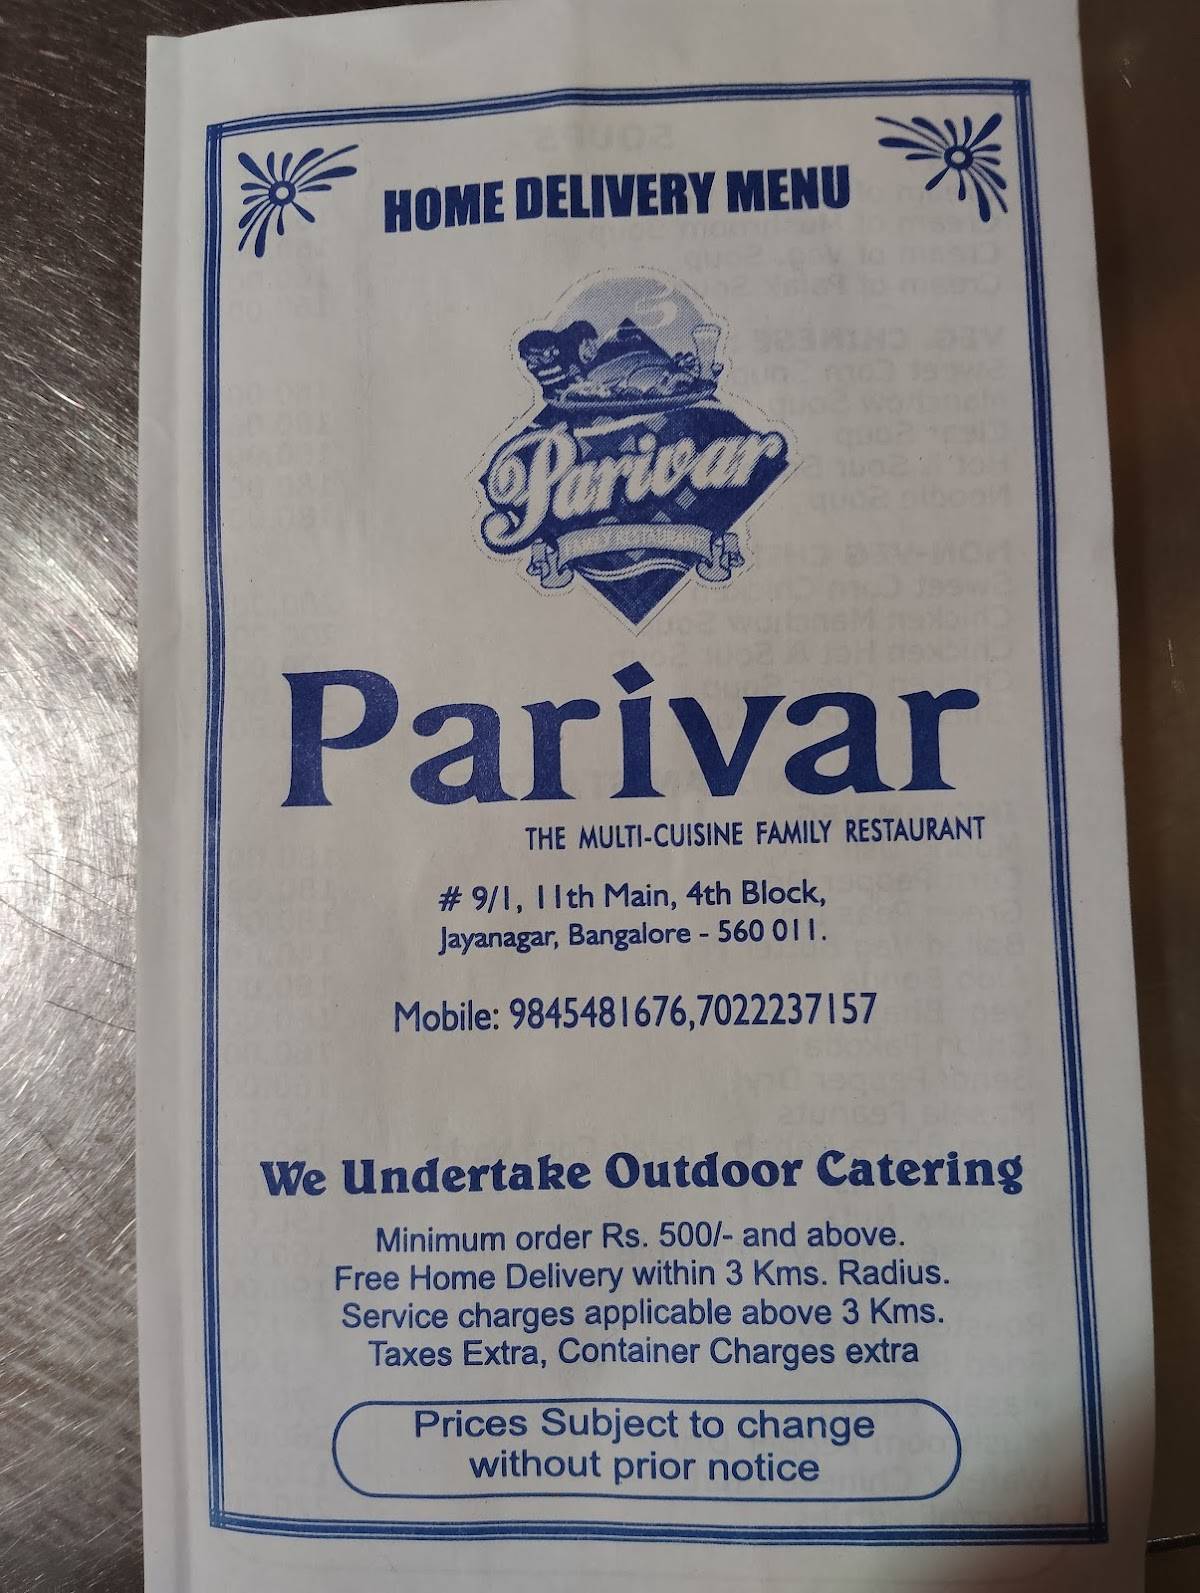 HOME DELIVERY MENU
Parivar
FAMILY RESTAURANT
Parivar
THE MULTI-CUISINE FAMILY RESTAURANT
# 9/1, 11th Main, 4th Block,
Jayanagar, Bangalore - 560 011.
Mobile: 9845481676,7022237157
We Undertake Outdoor Catering
Minimum order Rs. 500/- and above.
Free Home Delivery within 3 Kms. Radius.
Service charges applicable above 3 Kms.
Taxes Extra, Container Charges extra
Prices Subject to change
without prior notice